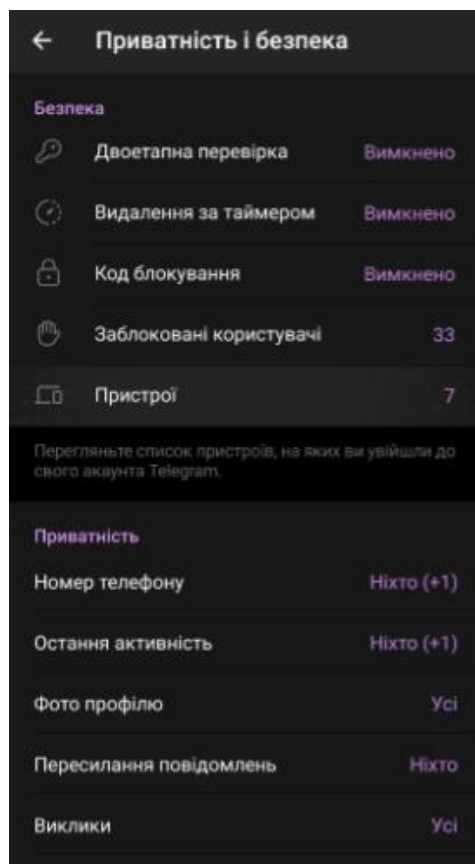 Приватність і безпека
Безпека
Двоетапна перевірка Вимкнено
Видалення за таймером Вимкнено
Код блокування Вимкнено
Заблоковані користувачі 33
Пристрої 7
Перегляньте список пристроїв, на яких ви увійшли до
свого акаунта Telegram.
Приватність
Номер телефону Ніхто (+1)
Остання активність Ніхто (+1)
Фото профілю Усі
Пересилання повідомлень Ніхто
Виклики Усі